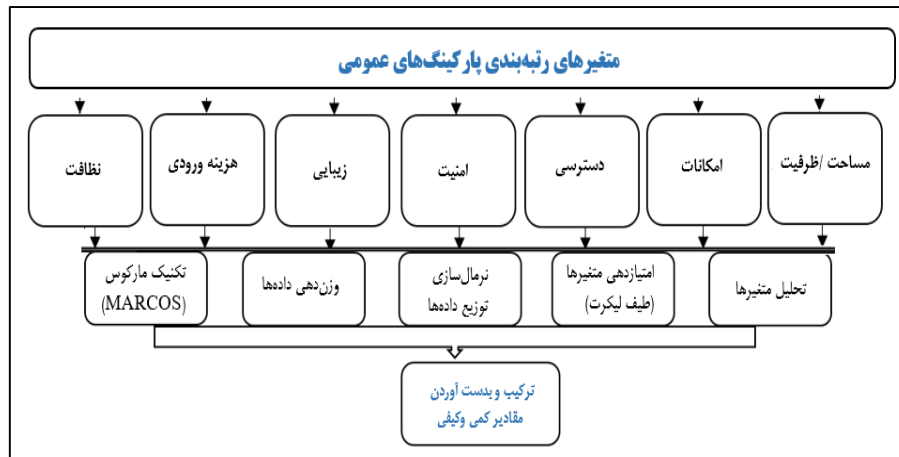 متغیرهای رتبه‌بندی پارکینگ‌های عمومی
مساحت /ظرفیت
امکانات
دسترسی
امنیت
زیبایی
هزینه ورودی
نظافت
تحلیل متغیرها
امتیازدهی متغیرها
(طیف لیکرت)
نرمال‌سازی
توزیع داده‌ها
وزن‌دهی داده‌ها
تکنیک مارکوس
(MARCOS)
ترکیب و بدست آوردن
مقادیر کمی وکیفی